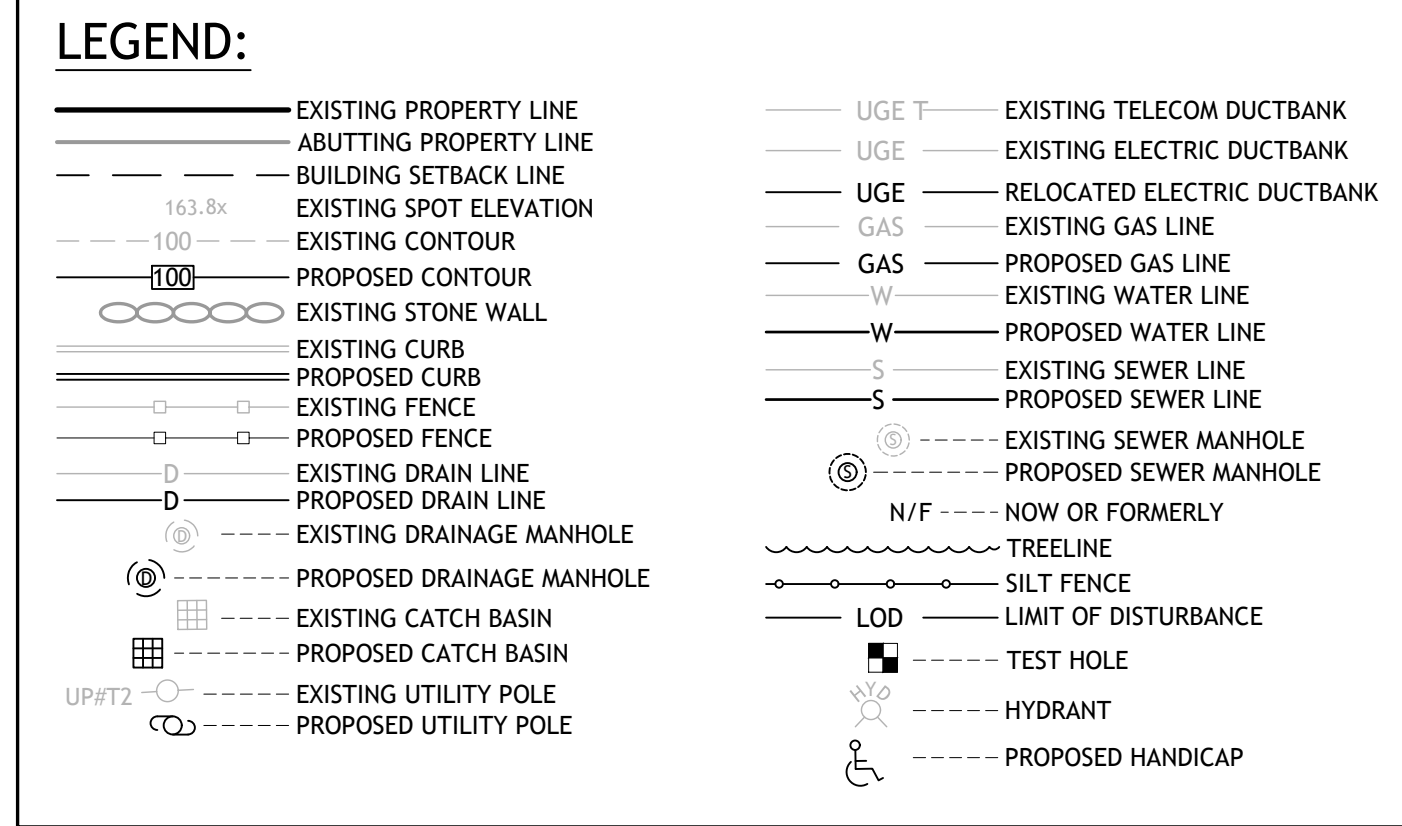 LEGEND:
EXISTING PROPERTY LINE
ABUTTING PROPERTY LINE
BUILDING SETBACK LINE
163.8x EXISTING SPOT ELEVATION
100 EXISTING CONTOUR
100 PROPOSED CONTOUR
EXISTING STONE WALL
EXISTING CURB
PROPOSED CURB
EXISTING FENCE
PROPOSED FENCE
D EXISTING DRAIN LINE
D PROPOSED DRAIN LINE
D EXISTING DRAINAGE MANHOLE
D PROPOSED DRAINAGE MANHOLE
EXISTING CATCH BASIN
PROPOSED CATCH BASIN
UP#T2 EXISTING UTILITY POLE
PROPOSED UTILITY POLE
UGE T EXISTING TELECOM DUCTBANK
UGE EXISTING ELECTRIC DUCTBANK
UGE RELOCATED ELECTRIC DUCTBANK
GAS EXISTING GAS LINE
GAS PROPOSED GAS LINE
W EXISTING WATER LINE
W PROPOSED WATER LINE
S EXISTING SEWER LINE
S PROPOSED SEWER LINE
S EXISTING SEWER MANHOLE
S PROPOSED SEWER MANHOLE
N/F NOW OR FORMERLY
TREELINE
SILT FENCE
LOD LIMIT OF DISTURBANCE
TEST HOLE
HYD HYDRANT
PROPOSED HANDICAP